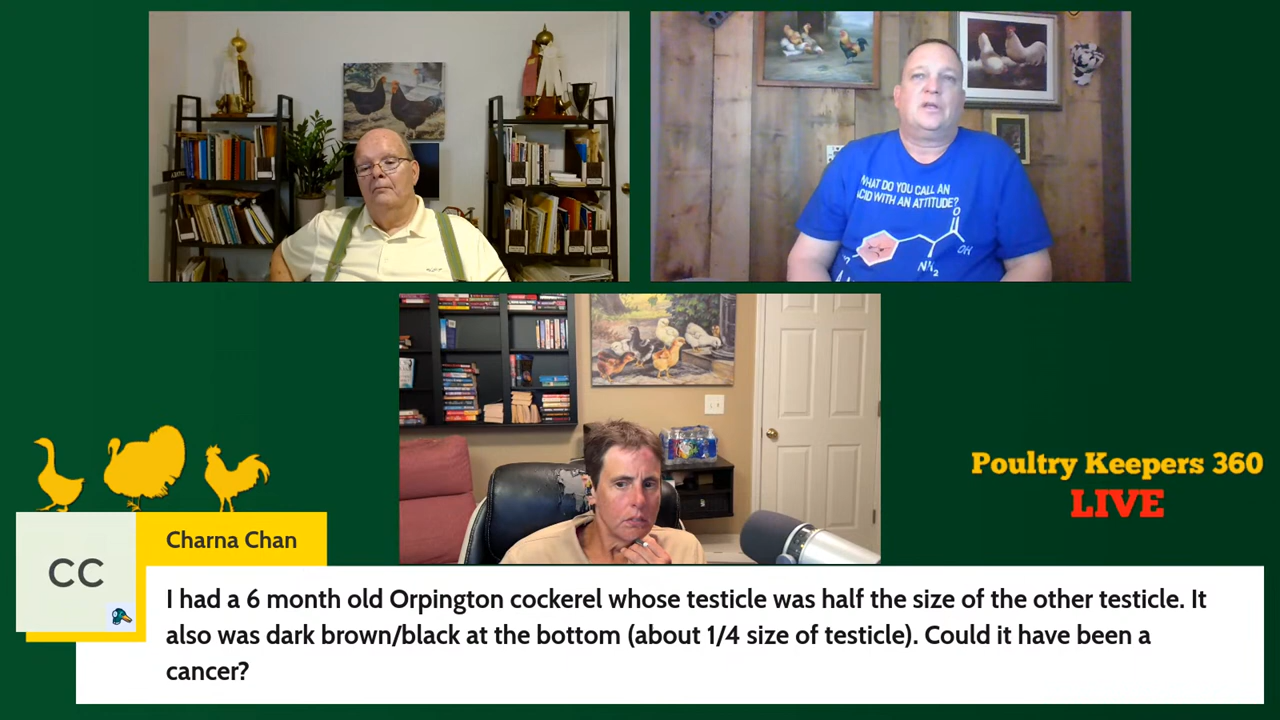 WHAT DO YOU CALL AN
ACID WITH AN ATTITUDE?
O
OH
NH2
Poultry Keepers 360
LIVE
Charna Chan
CC
I had a 6 month old Orpington cockerel whose testicle was half the size of the other testicle. It
also was dark brown/black at the bottom (about 1/4 size of testicle). Could it have been a
cancer?